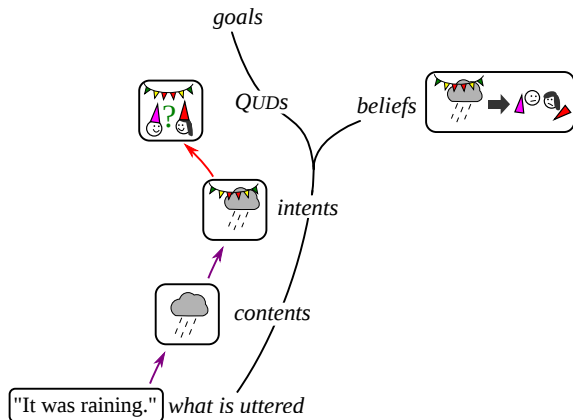 goals
?
QUDs
beliefs
intents
contents
"It was raining." what is uttered